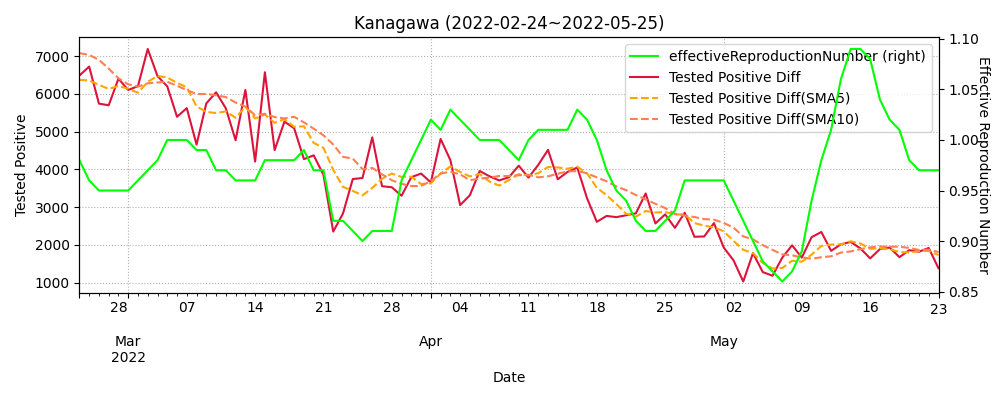 Kanagawa (2022-02-24~2022-05-25)
effectiveReproductionNumber (right)
Tested Positive Diff
Tested Positive Diff(SMA5)
Tested Positive Diff(SMA10)
Tested Positive
7000
6000
5000
4000
3000
2000
1000
1.10
1.05
1.00
0.95
0.90
0.85
Effective Reproduction Number
28 07 14 21 28 04 11 18 25 02 09 16 23
Mar Apr May
2022
Date